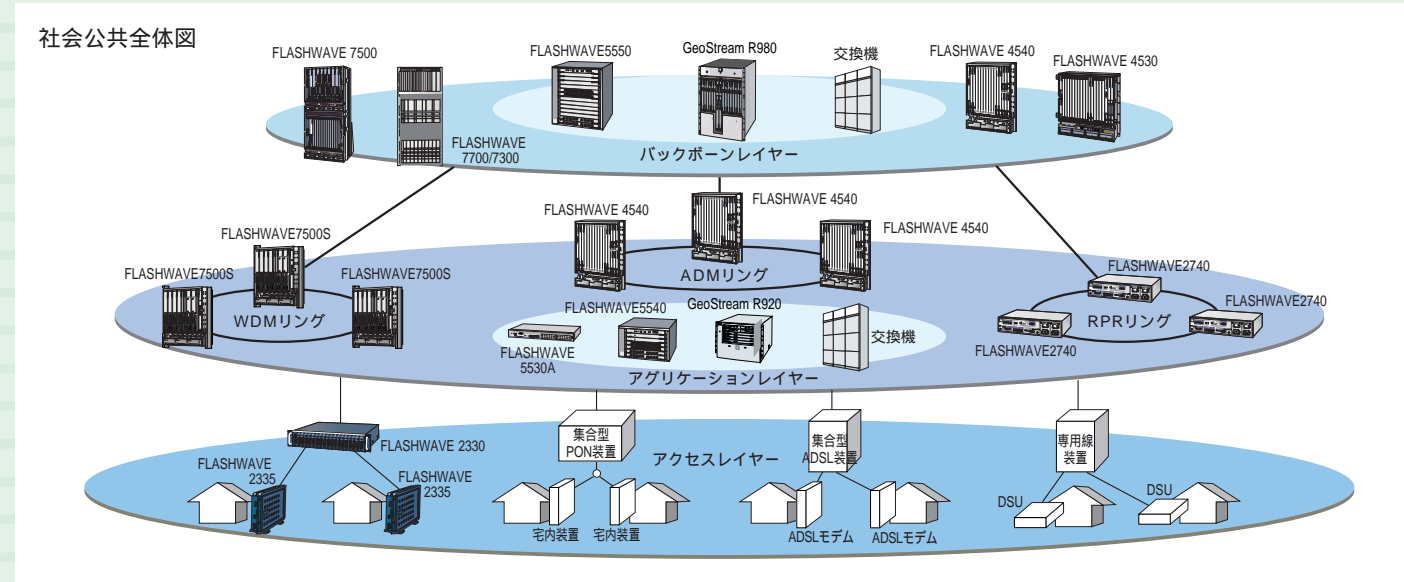 社会公共全体図
FLASHWAVE 7500
FLASHWAVE
7700/7300
FLASHWAVE5550
GeoStream R980
交換機
FLASHWAVE 4540
FLASHWAVE 4530
バックボーンレイヤー
FLASHWAVE7500S
FLASHWAVE7500S
FLASHWAVE7500S
WDMリング
FLASHWAVE 4540
FLASHWAVE 4540
FLASHWAVE 4540
ADMリング
FLASHWAVE2740
FLASHWAVE2740
FLASHWAVE2740
RPRリング
FLASHWAVE
5530A
FLASHWAVE5540
GeoStream R920
交換機
アグリケーションレイヤー
FLASHWAVE 2330
FLASHWAVE
2335
FLASHWAVE
2335
集合型
PON装置
宅内装置
宅内装置
アクセスレイヤー
集合型
ADSL装置
ADSLモデム
ADSLモデム
専用線
装置
DSU
DSU